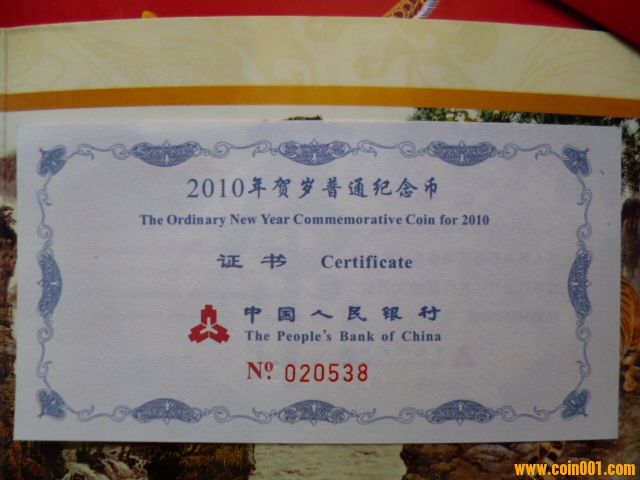 2010年贺岁普通纪念币
The Ordinary New Year Commemorative Coin for 2010
证书 Certificate
中国人民银行
The People's Bank of China
Nº 020538
www.coin001.com